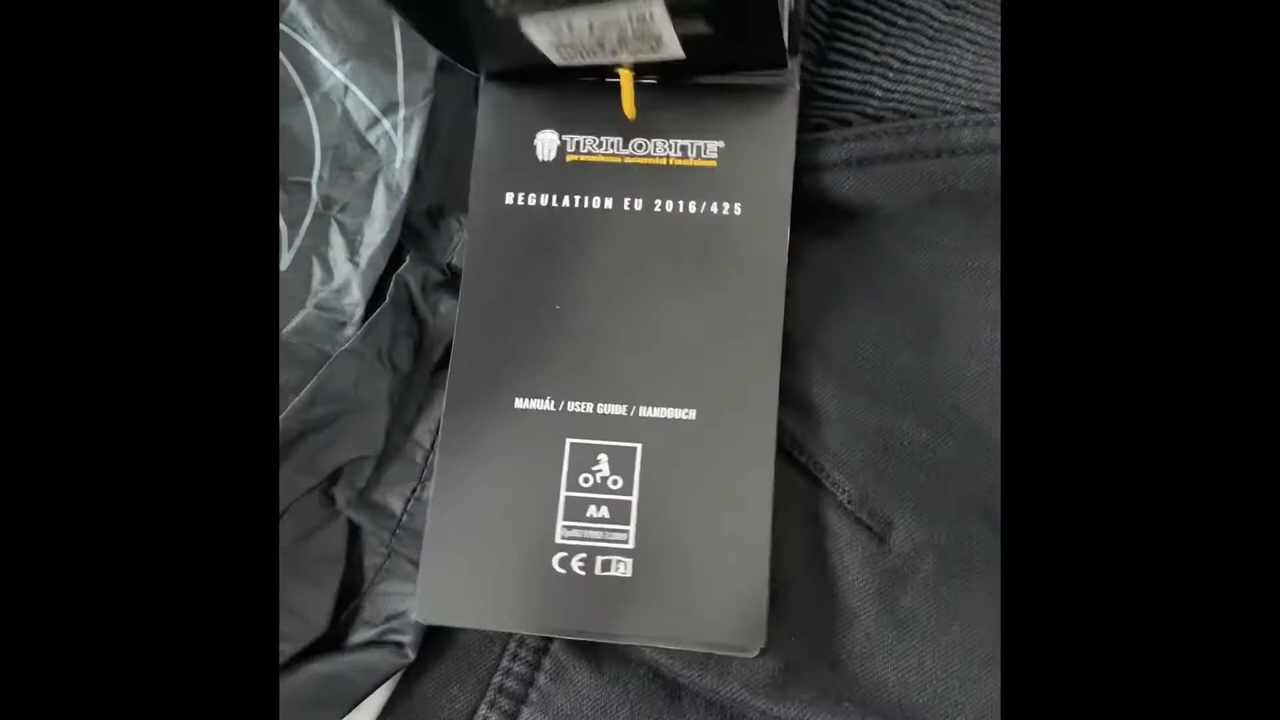 TRILOBITE®
premium aramid fashion
REGULATION EU 2016/425
MANUÁL / USER GUIDE / HANDBUCH
AA
CE